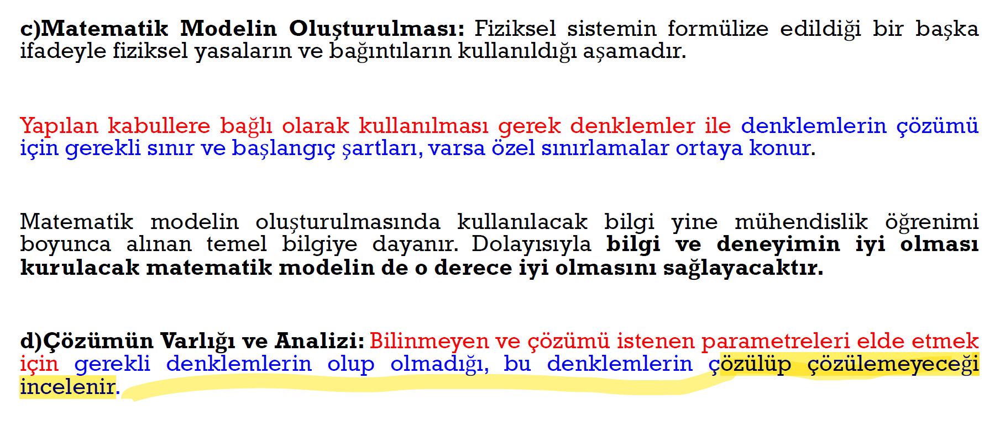 c)Matematik Modelin Oluşturulması: Fiziksel sistemin formülize edildiği bir başka
ifadeyle fiziksel yasaların ve bağıntıların kullanıldığı aşamadır.
Yapılan kabullere bağlı olarak kullanılması gerek denklemler ile denklemlerin çözümü
için gerekli sınır ve başlangıç şartları, varsa özel sınırlamalar ortaya konur.
Matematik modelin oluşturulmasında kullanılacak bilgi yine mühendislik öğrenimi
boyunca alınan temel bilgiye dayanır. Dolayısıyla bilgi ve deneyimin iyi olması
kurulacak matematik modelin de o derece iyi olmasını sağlayacaktır.
d)Çözümün Varlığı ve Analizi: Bilinmeyen ve çözümü istenen parametreleri elde etmek
için gerekli denklemlerin olup olmadığı, bu denklemlerin çözülüp çözülemeyeceği
incelenir.